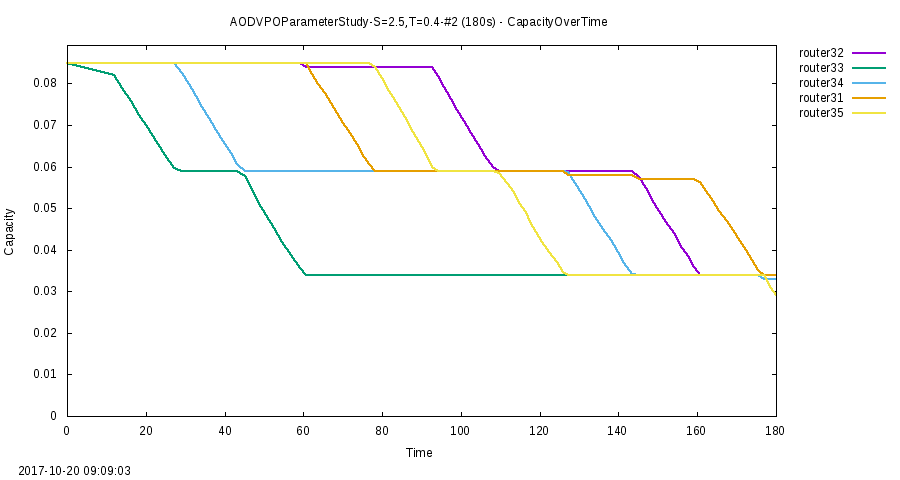 AODVPOParameterStudy-S=2.5,T=0.4-#2 (180s) - CapacityOverTime
router32
router33
router34
router31
router35
0.08
0.07
0.06
0.05
0.04
0.03
0.02
0.01
0
Capacity
0 20 40 60 80 100 120 140 160 180
Time
2017-10-20 09:09:03